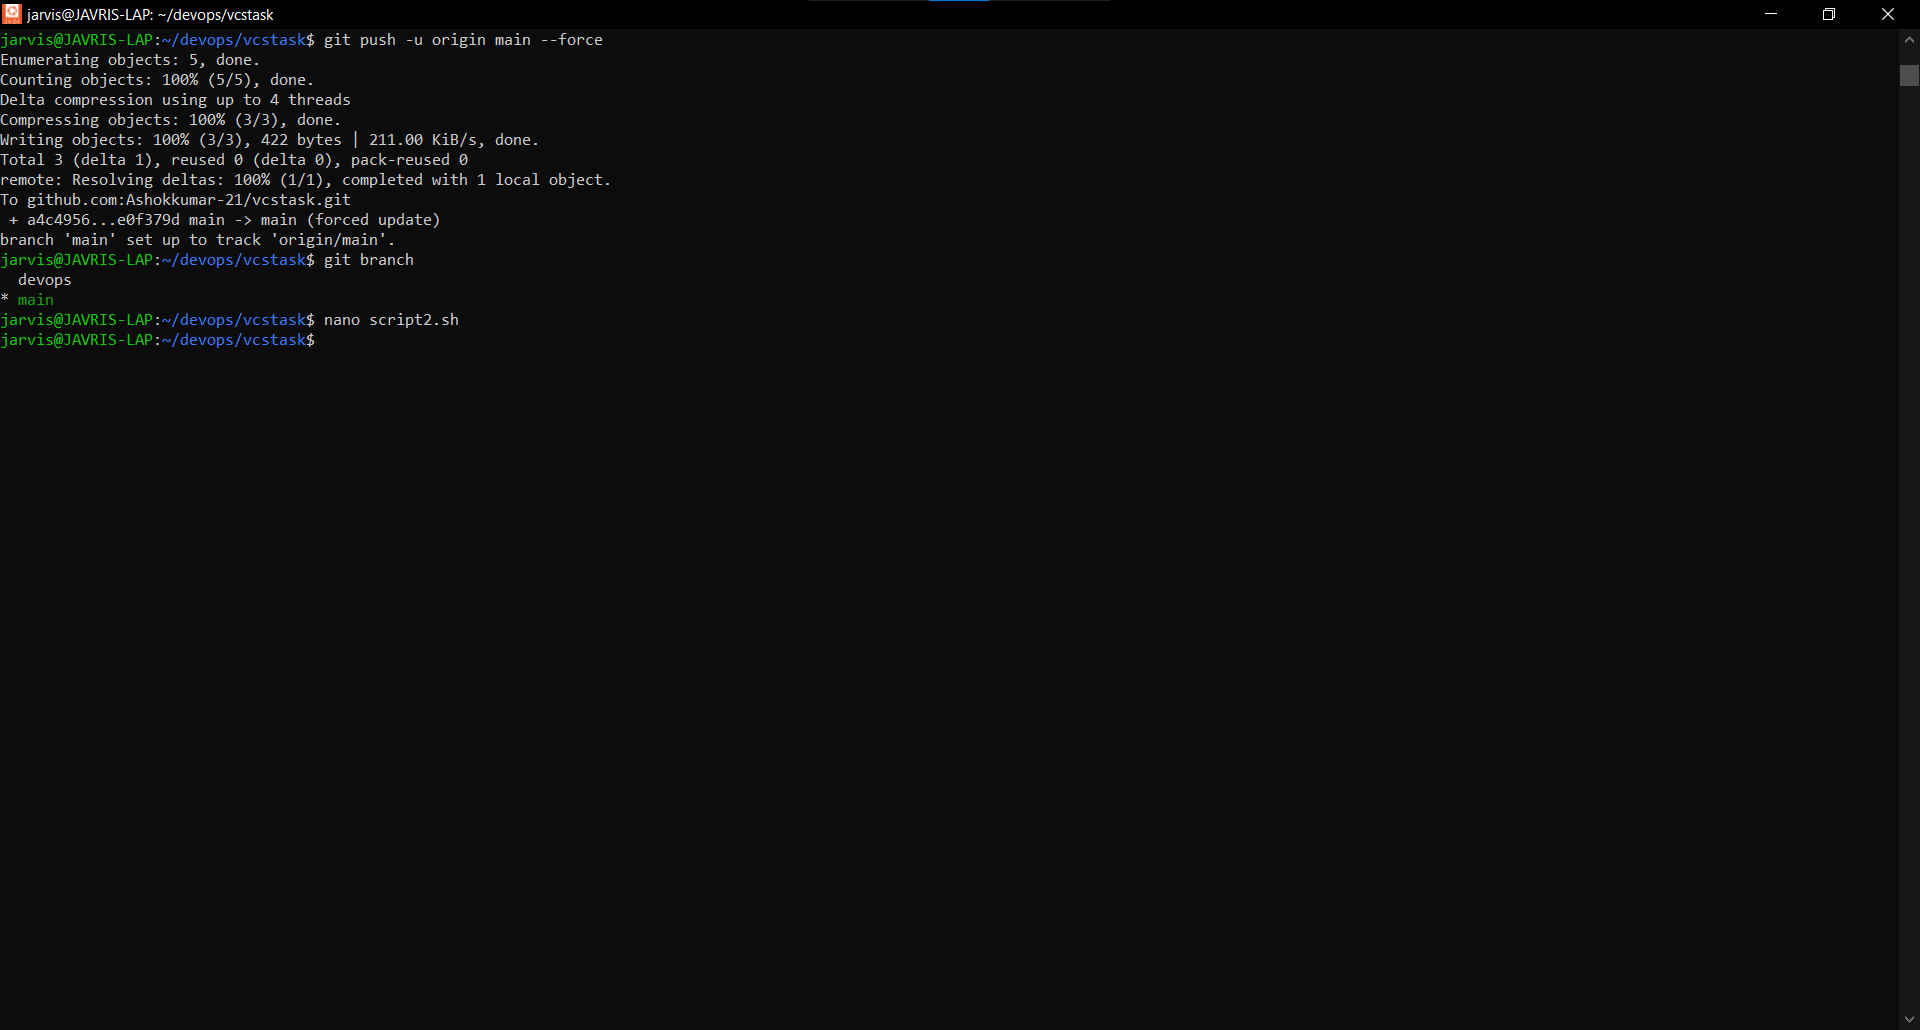 jarvis@JAVRIS-LAP: ~/devops/vcstask
jarvis@JAVRIS-LAP:~/devops/vcstask$ git push -u origin main --force
Enumerating objects: 5, done.
Counting objects: 100% (5/5), done.
Delta compression using up to 4 threads
Compressing objects: 100% (3/3), done.
Writing objects: 100% (3/3), 422 bytes | 211.00 KiB/s, done.
Total 3 (delta 1), reused 0 (delta 0), pack-reused 0
remote: Resolving deltas: 100% (1/1), completed with 1 local object.
To github.com:Ashokkumar-21/vcstask.git
 + a4c4956...e0f379d main -> main (forced update)
branch 'main' set up to track 'origin/main'.
jarvis@JAVRIS-LAP:~/devops/vcstask$ git branch
  devops
* main
jarvis@JAVRIS-LAP:~/devops/vcstask$ nano script2.sh
jarvis@JAVRIS-LAP:~/devops/vcstask$